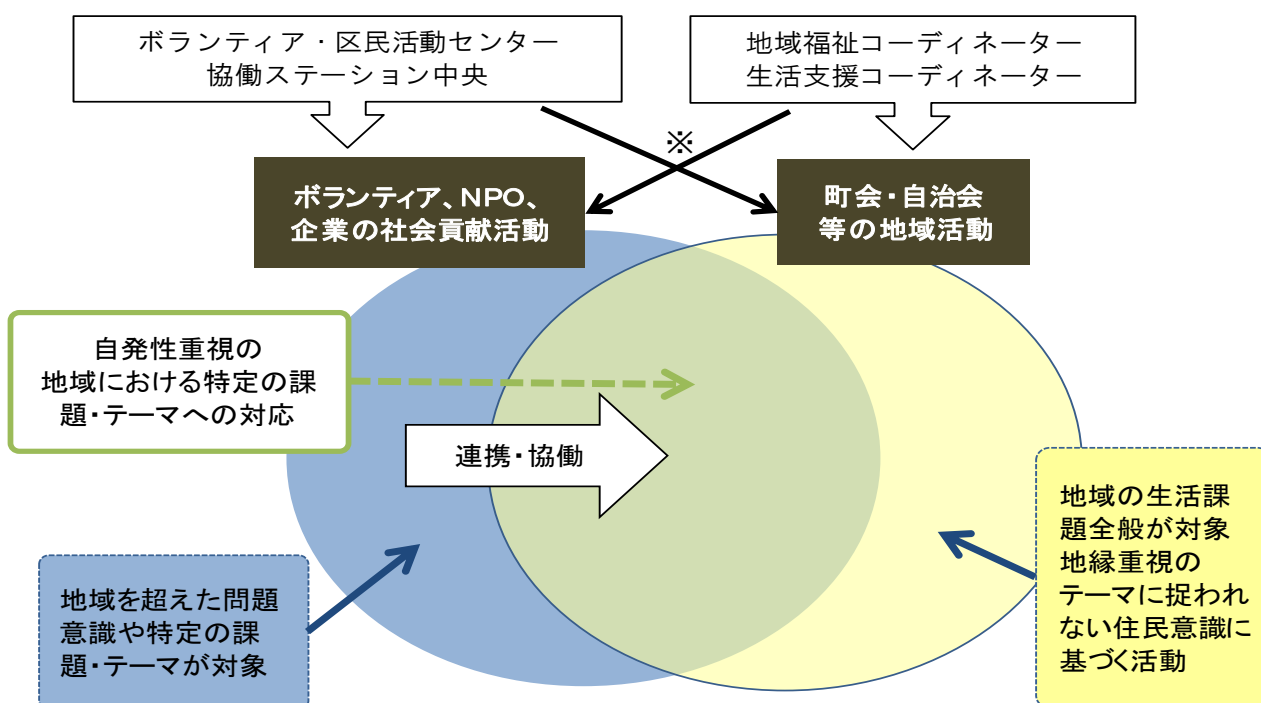 ボランティア・区民活動センター
協働ステーション中央
地域福祉コーディネーター
生活支援コーディネーター
※
ボランティア、NPO、
企業の社会貢献活動
町会・自治会
等の地域活動
自発性重視の
地域における特定の課
題・テーマへの対応
連携・協働
地域の生活課
題全般が対象
地縁重視の
テーマに捉われ
ない住民意識に
基づく活動
地域を超えた問題
意識や特定の課
題・テーマが対象